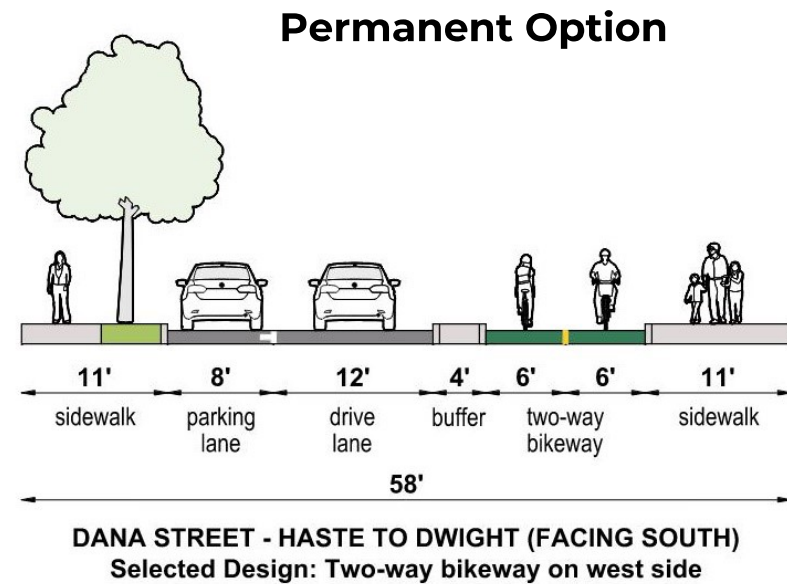 Permanent Option
11' 8' 12' 4' 6' 6' 11'
sidewalk parking drive buffer two-way sidewalk
lane lane bikeway
58'
DANA STREET - HASTE TO DWIGHT (FACING SOUTH)
Selected Design: Two-way bikeway on west side